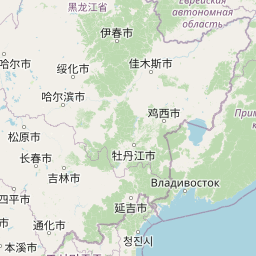 黑龙江省
Еврейская
автономная
область
伊春市
佳木斯市
哈尔市
绥化市
哈尔滨市
鸡西市
松原市
长春市
牡丹江市
吉林市
Владивосток
四平市
延吉市
通化市
청진시
本溪市